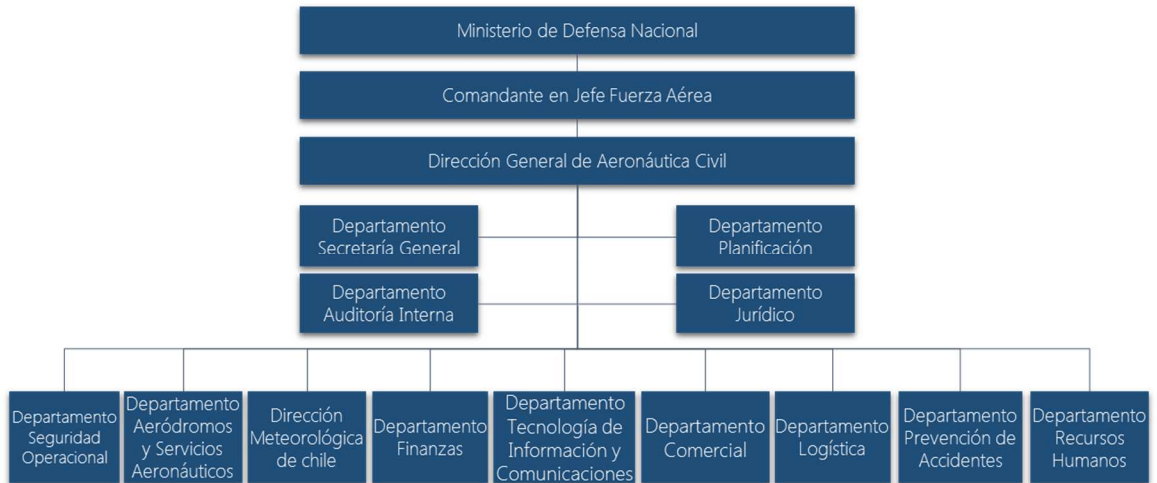 Ministerio de Defensa Nacional
Comandante en Jefe Fuerza Aérea
Dirección General de Aeronáutica Civil
Departamento
Secretaría General
Departamento
Planificación
Departamento
Auditoría Interna
Departamento
Jurídico
Departamento
Seguridad
Operacional
Departamento
Aeródromos
y Servicios
Aeronáuticos
Dirección
Meteorológica
de chile
Departamento
Finanzas
Departamento
Tecnología de
Información y
Comunicaciones
Departamento
Comercial
Departamento
Logística
Departamento
Prevención de
Accidentes
Departamento
Recursos
Humanos